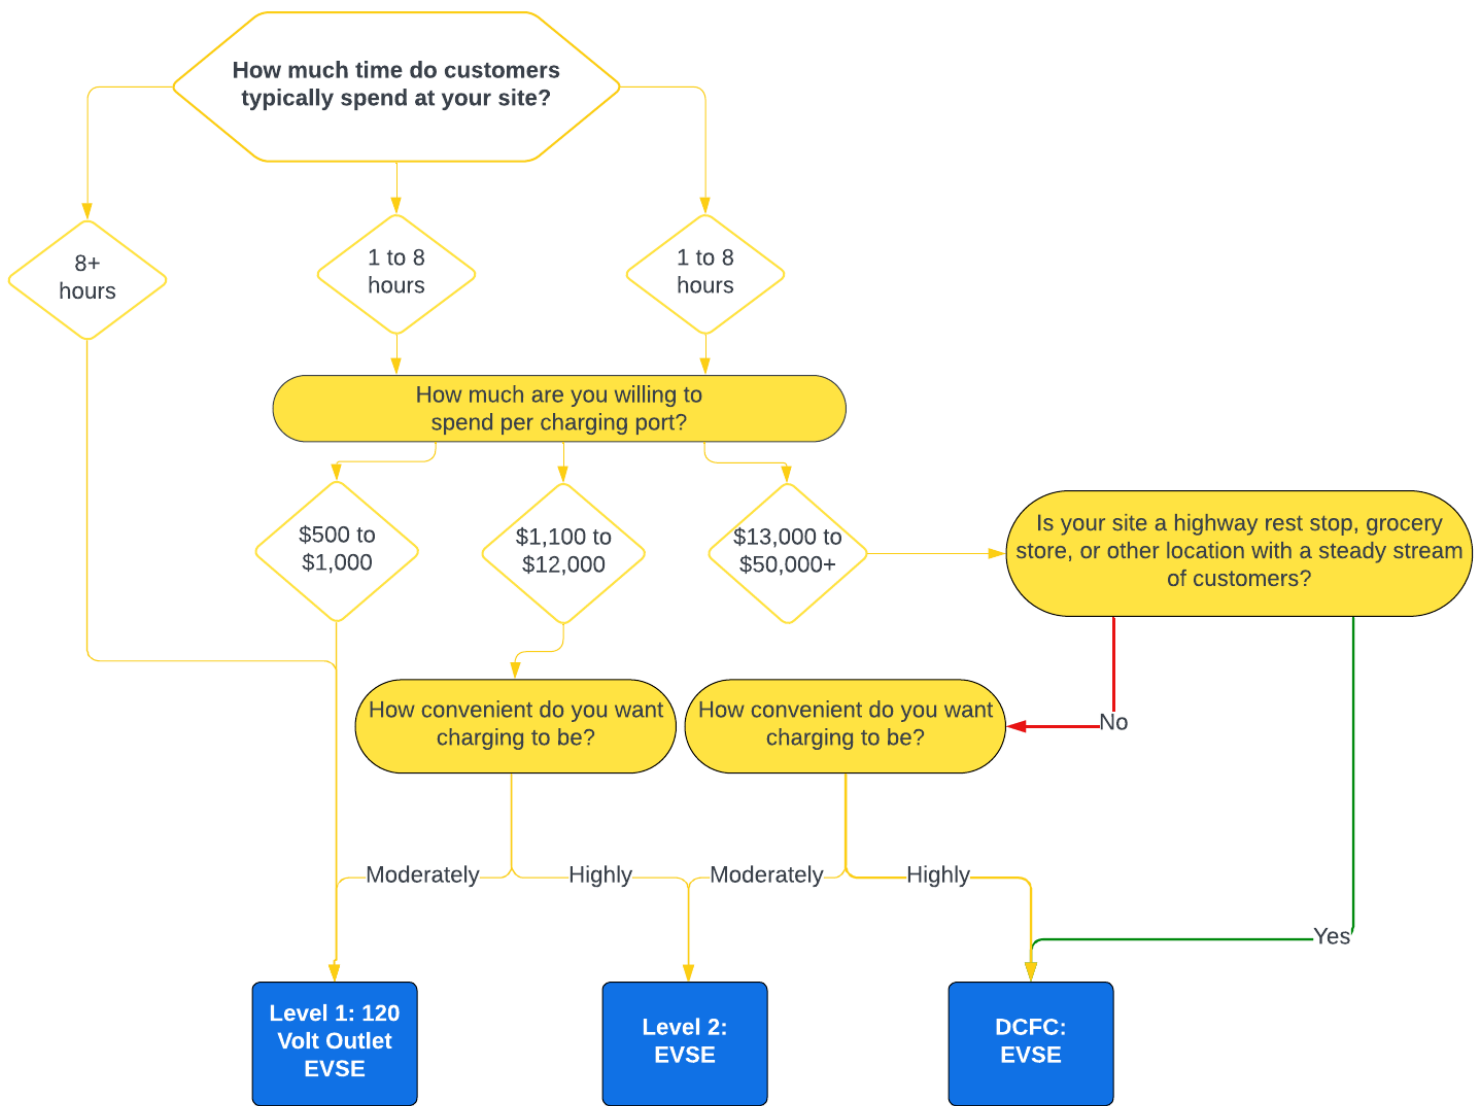 How much time do customers
typically spend at your site?
8+
hours
1 to 8
hours
1 to 8
hours
How much are you willing to
spend per charging port?
$500 to
$1,000
$1,100 to
$12,000
$13,000 to
$50,000+
Is your site a highway rest stop, grocery
store, or other location with a steady stream
of customers?
How convenient do you want
charging to be?
How convenient do you want
charging to be?
No
Moderately
Highly
Moderately
Highly
Yes
Level 1: 120
Volt Outlet
EVSE
Level 2:
EVSE
DCFC:
EVSE